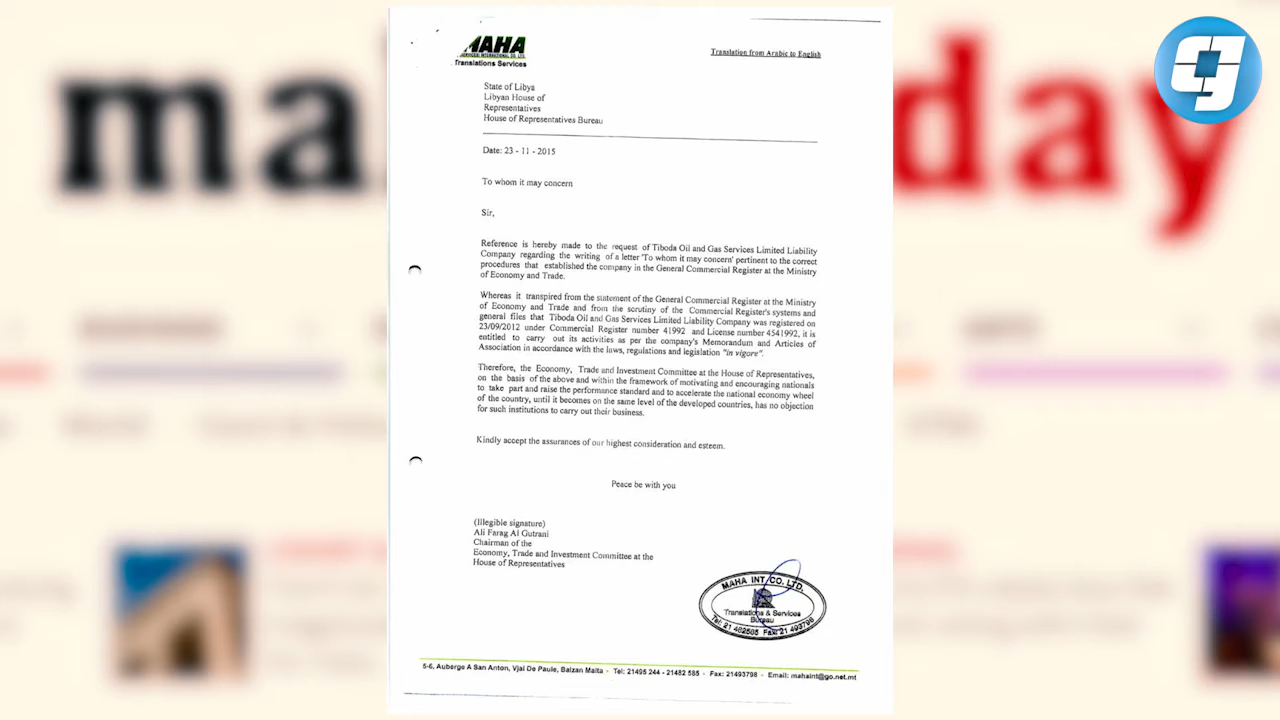 MAHA
Translations Services
Translation from Arabic to English
State of Libya
Libyan House of
Representatives
House of Representatives Bureau
Date: 23 - 11 - 2015
To whom it may concern
Sir,
Reference is hereby made to the request of Tiboda Oil and Gas Services Limited Liability
Company regarding the writing of a letter 'To whom it may concern' pertinent to the correct
procedures that established the company in the General Commercial Register at the Ministry
of Economy and Trade.
Whereas it transpired from the statement of the General Commercial Register at the Ministry
of Economy and Trade and from the scrutiny of the Commercial Register's systems and
general files that Tiboda Oil and Gas Services Limited Liability Company was registered on
23/09/2012 under Commercial Register number 41992 and License number 4541992, it is
entitled to carry out its activities as per the company's Memorandum and Articles of
Association in accordance with the laws, regulations and legislation "in vigore".
Therefore, the Economy, Trade and Investment Committee at the House of Representatives,
on the basis of the above and within the framework of motivating and encouraging nationals
to take part and raise the performance standard and to accelerate the national economy wheel
of the country, until it becomes on the same level of the developed countries, has no objection
for such institutions to carry out their business.
Kindly accept the assurances of our highest consideration and esteem.
Peace be with you
(Illegible signature)
Ali Farag Al Gutrani
Chairman of the
Economy, Trade and Investment Committee at the
House of Representatives
MAHA INT. CO. LTD.
Translations & Services
Bureau
Tel: 21 482585 Fax: 21 493798
5-6, Auberge A San Anton, Vjal De Paule, Balzan Malta - Tel: 21495 244 - 21482 585 - Fax: 21493798 - Email: mahaint@go.net.mt
ma
day